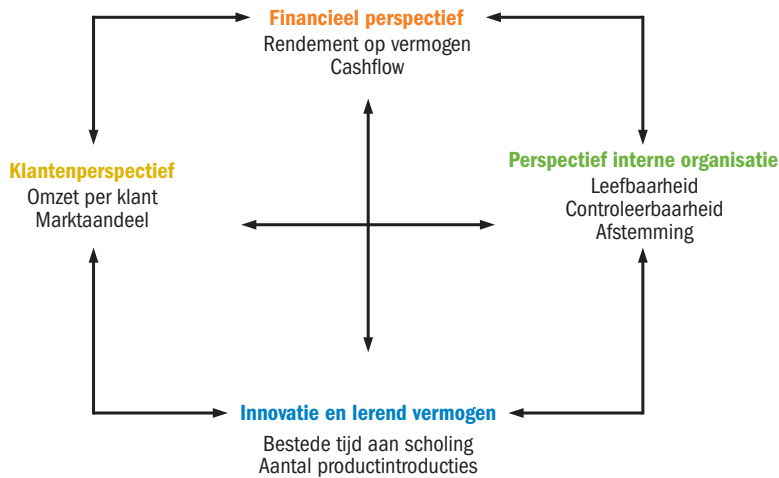 Financieel perspectief
Rendement op vermogen
Cashflow
Klantenperspectief
Omzet per klant
Marktaandeel
Perspectief interne organisatie
Leefbaarheid
Controleerbaarheid
Afstemming
Innovatie en lerend vermogen
Bestede tijd aan scholing
Aantal productintroducties